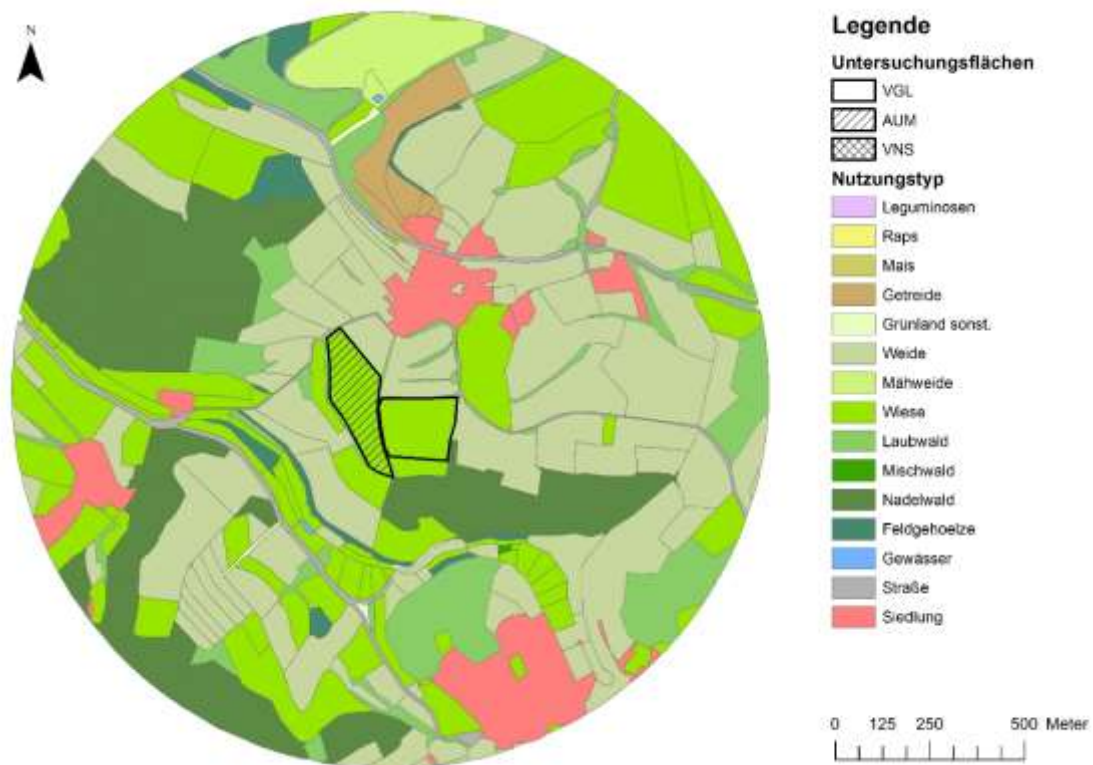 N
Legende
Untersuchungsflächen
VGL
AUM
VNS
Nutzungstyp
Leguminosen
Raps
Mais
Getreide
Grünland sonst.
Weide
Mähweide
Wiese
Laubwald
Mischwald
Nadelwald
Feldgehoelze
Gewässer
Straße
Siedlung
0 125 250 500 Meter